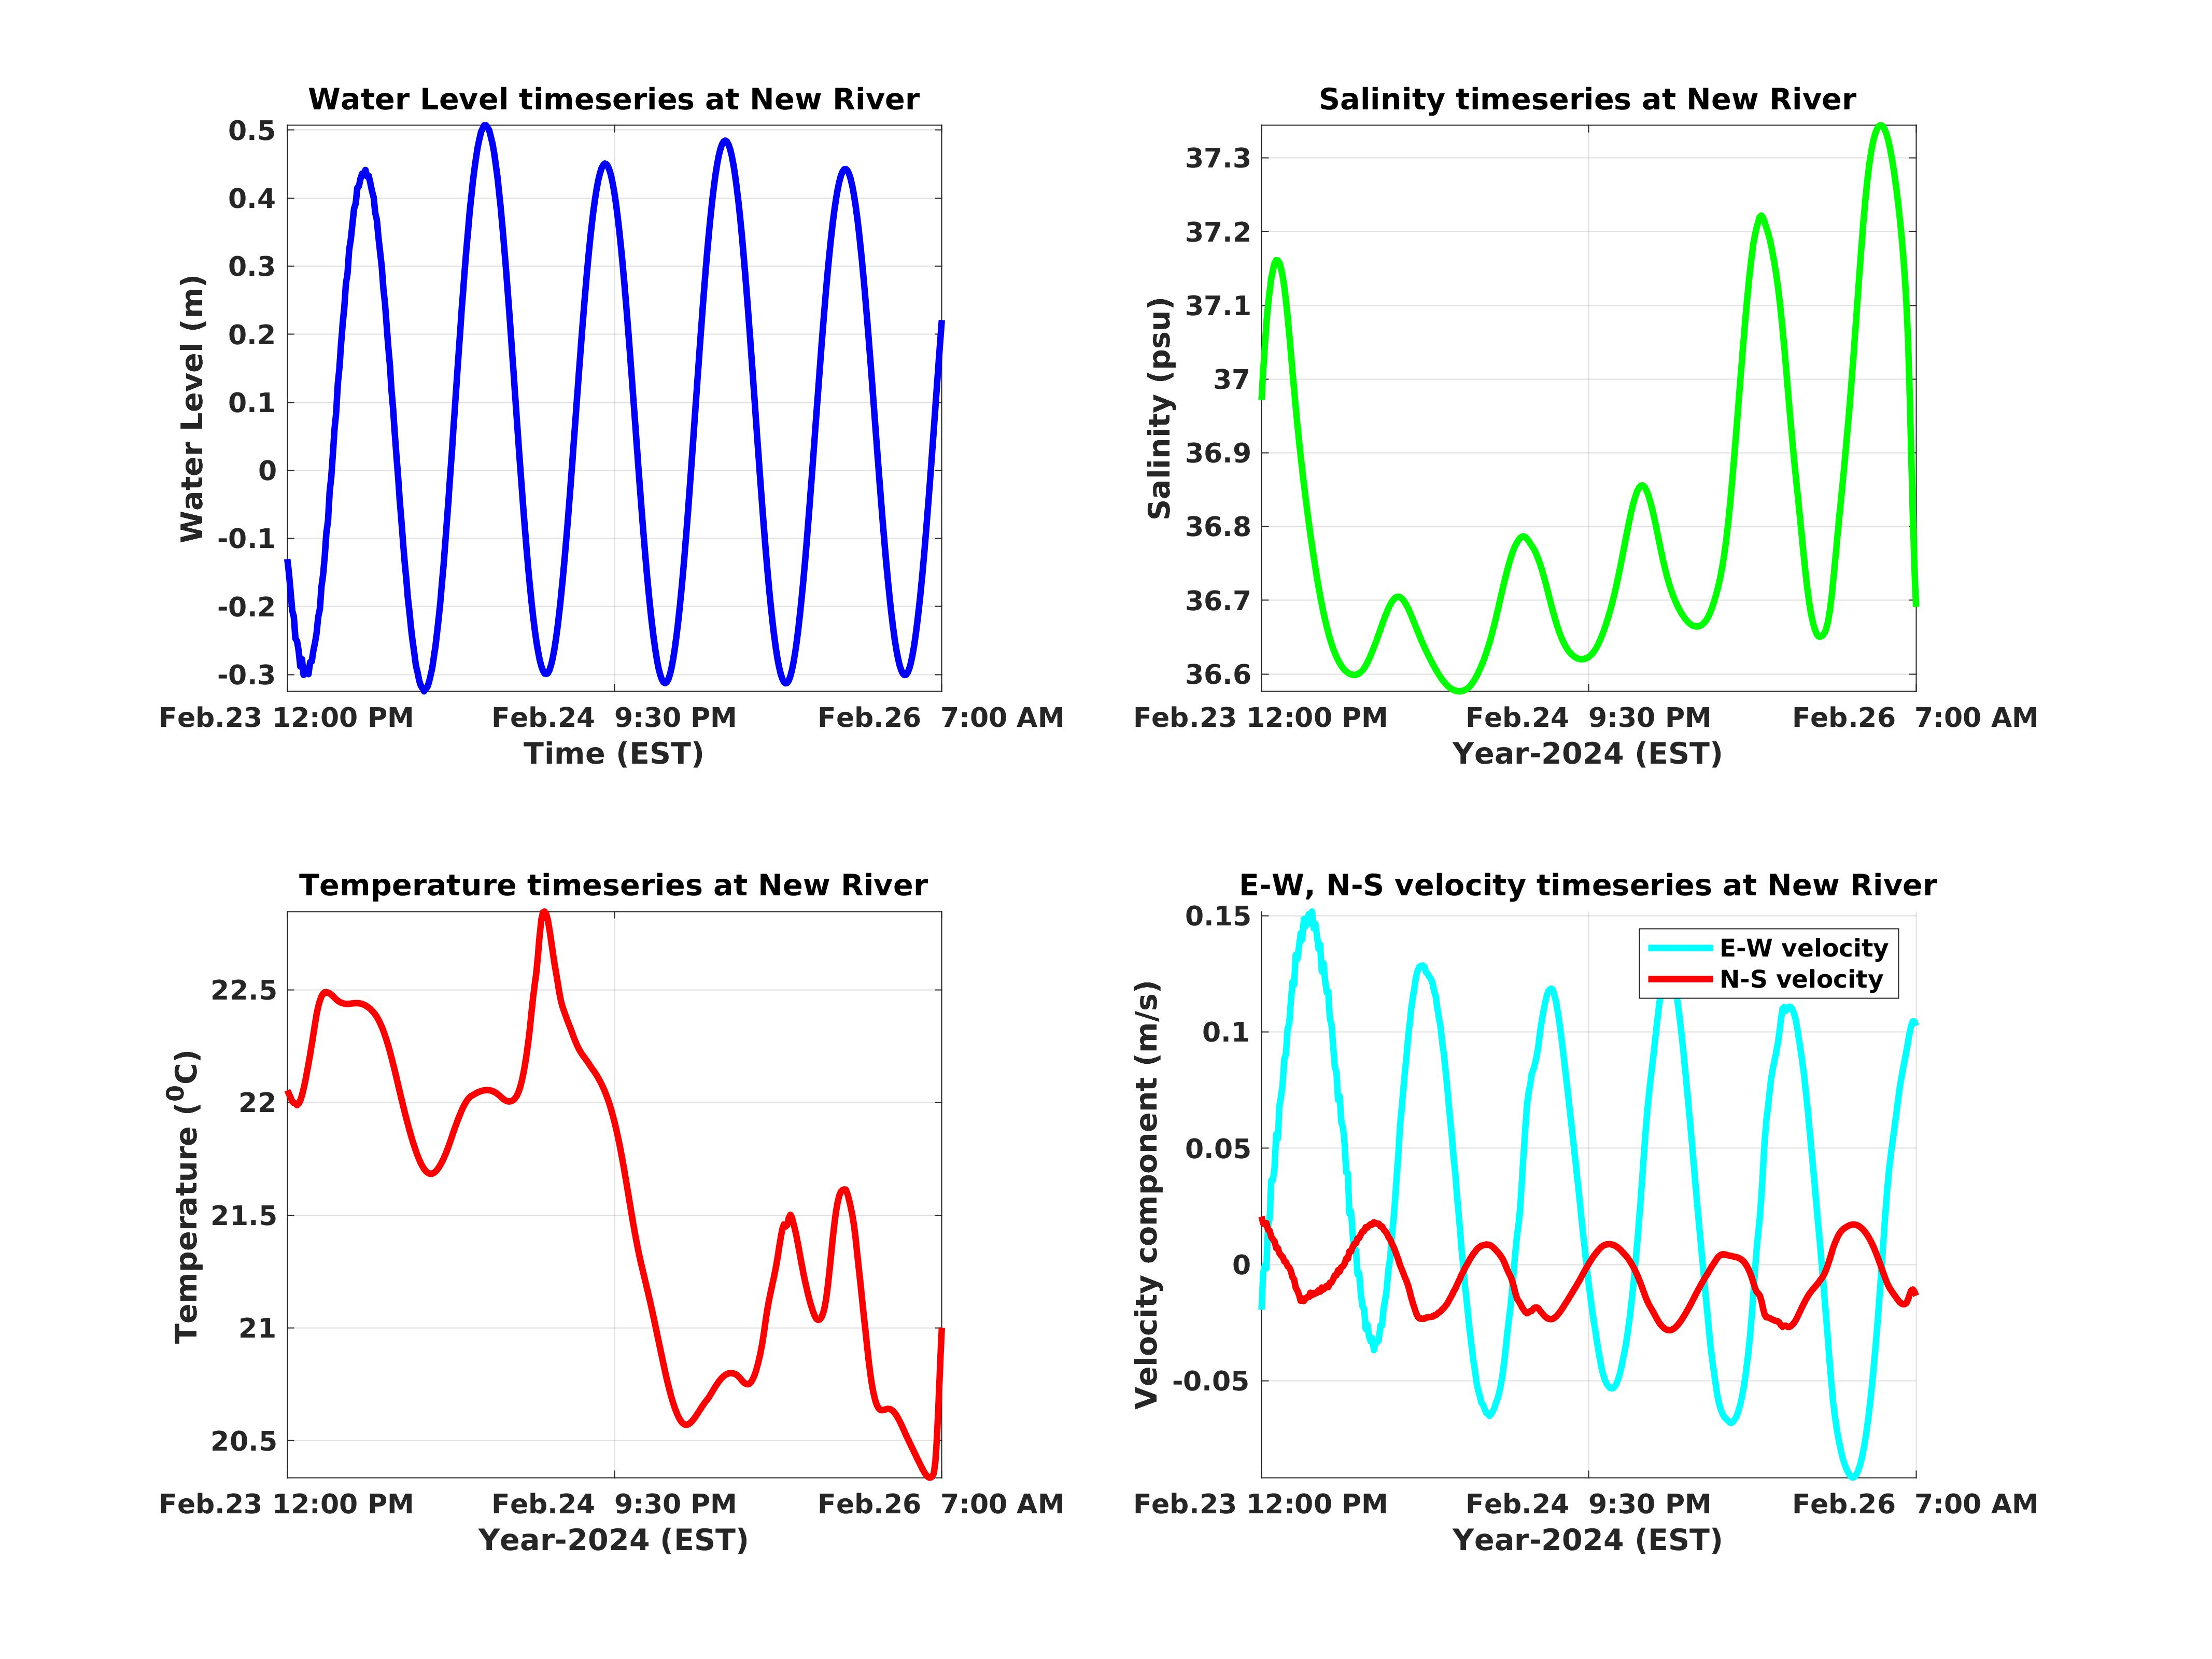 Water Level timeseries at New River
0.5
0.4
0.3
0.2
0.1
0
-0.1
-0.2
-0.3
Water Level (m)
Feb.23 12:00 PM
Feb.24 9:30 PM
Feb.26 7:00 AM
Time (EST)
Salinity timeseries at New River
37.3
37.2
37.1
37
36.9
36.8
36.7
36.6
Salinity (psu)
Feb.23 12:00 PM
Feb.24 9:30 PM
Feb.26 7:00 AM
Year-2024 (EST)
Temperature timeseries at New River
22.5
22
21.5
21
20.5
Temperature (⁰C)
Feb.23 12:00 PM
Feb.24 9:30 PM
Feb.26 7:00 AM
Year-2024 (EST)
E-W, N-S velocity timeseries at New River
0.15
0.1
0.05
0
-0.05
Velocity component (m/s)
E-W velocity
N-S velocity
Feb.23 12:00 PM
Feb.24 9:30 PM
Feb.26 7:00 AM
Year-2024 (EST)